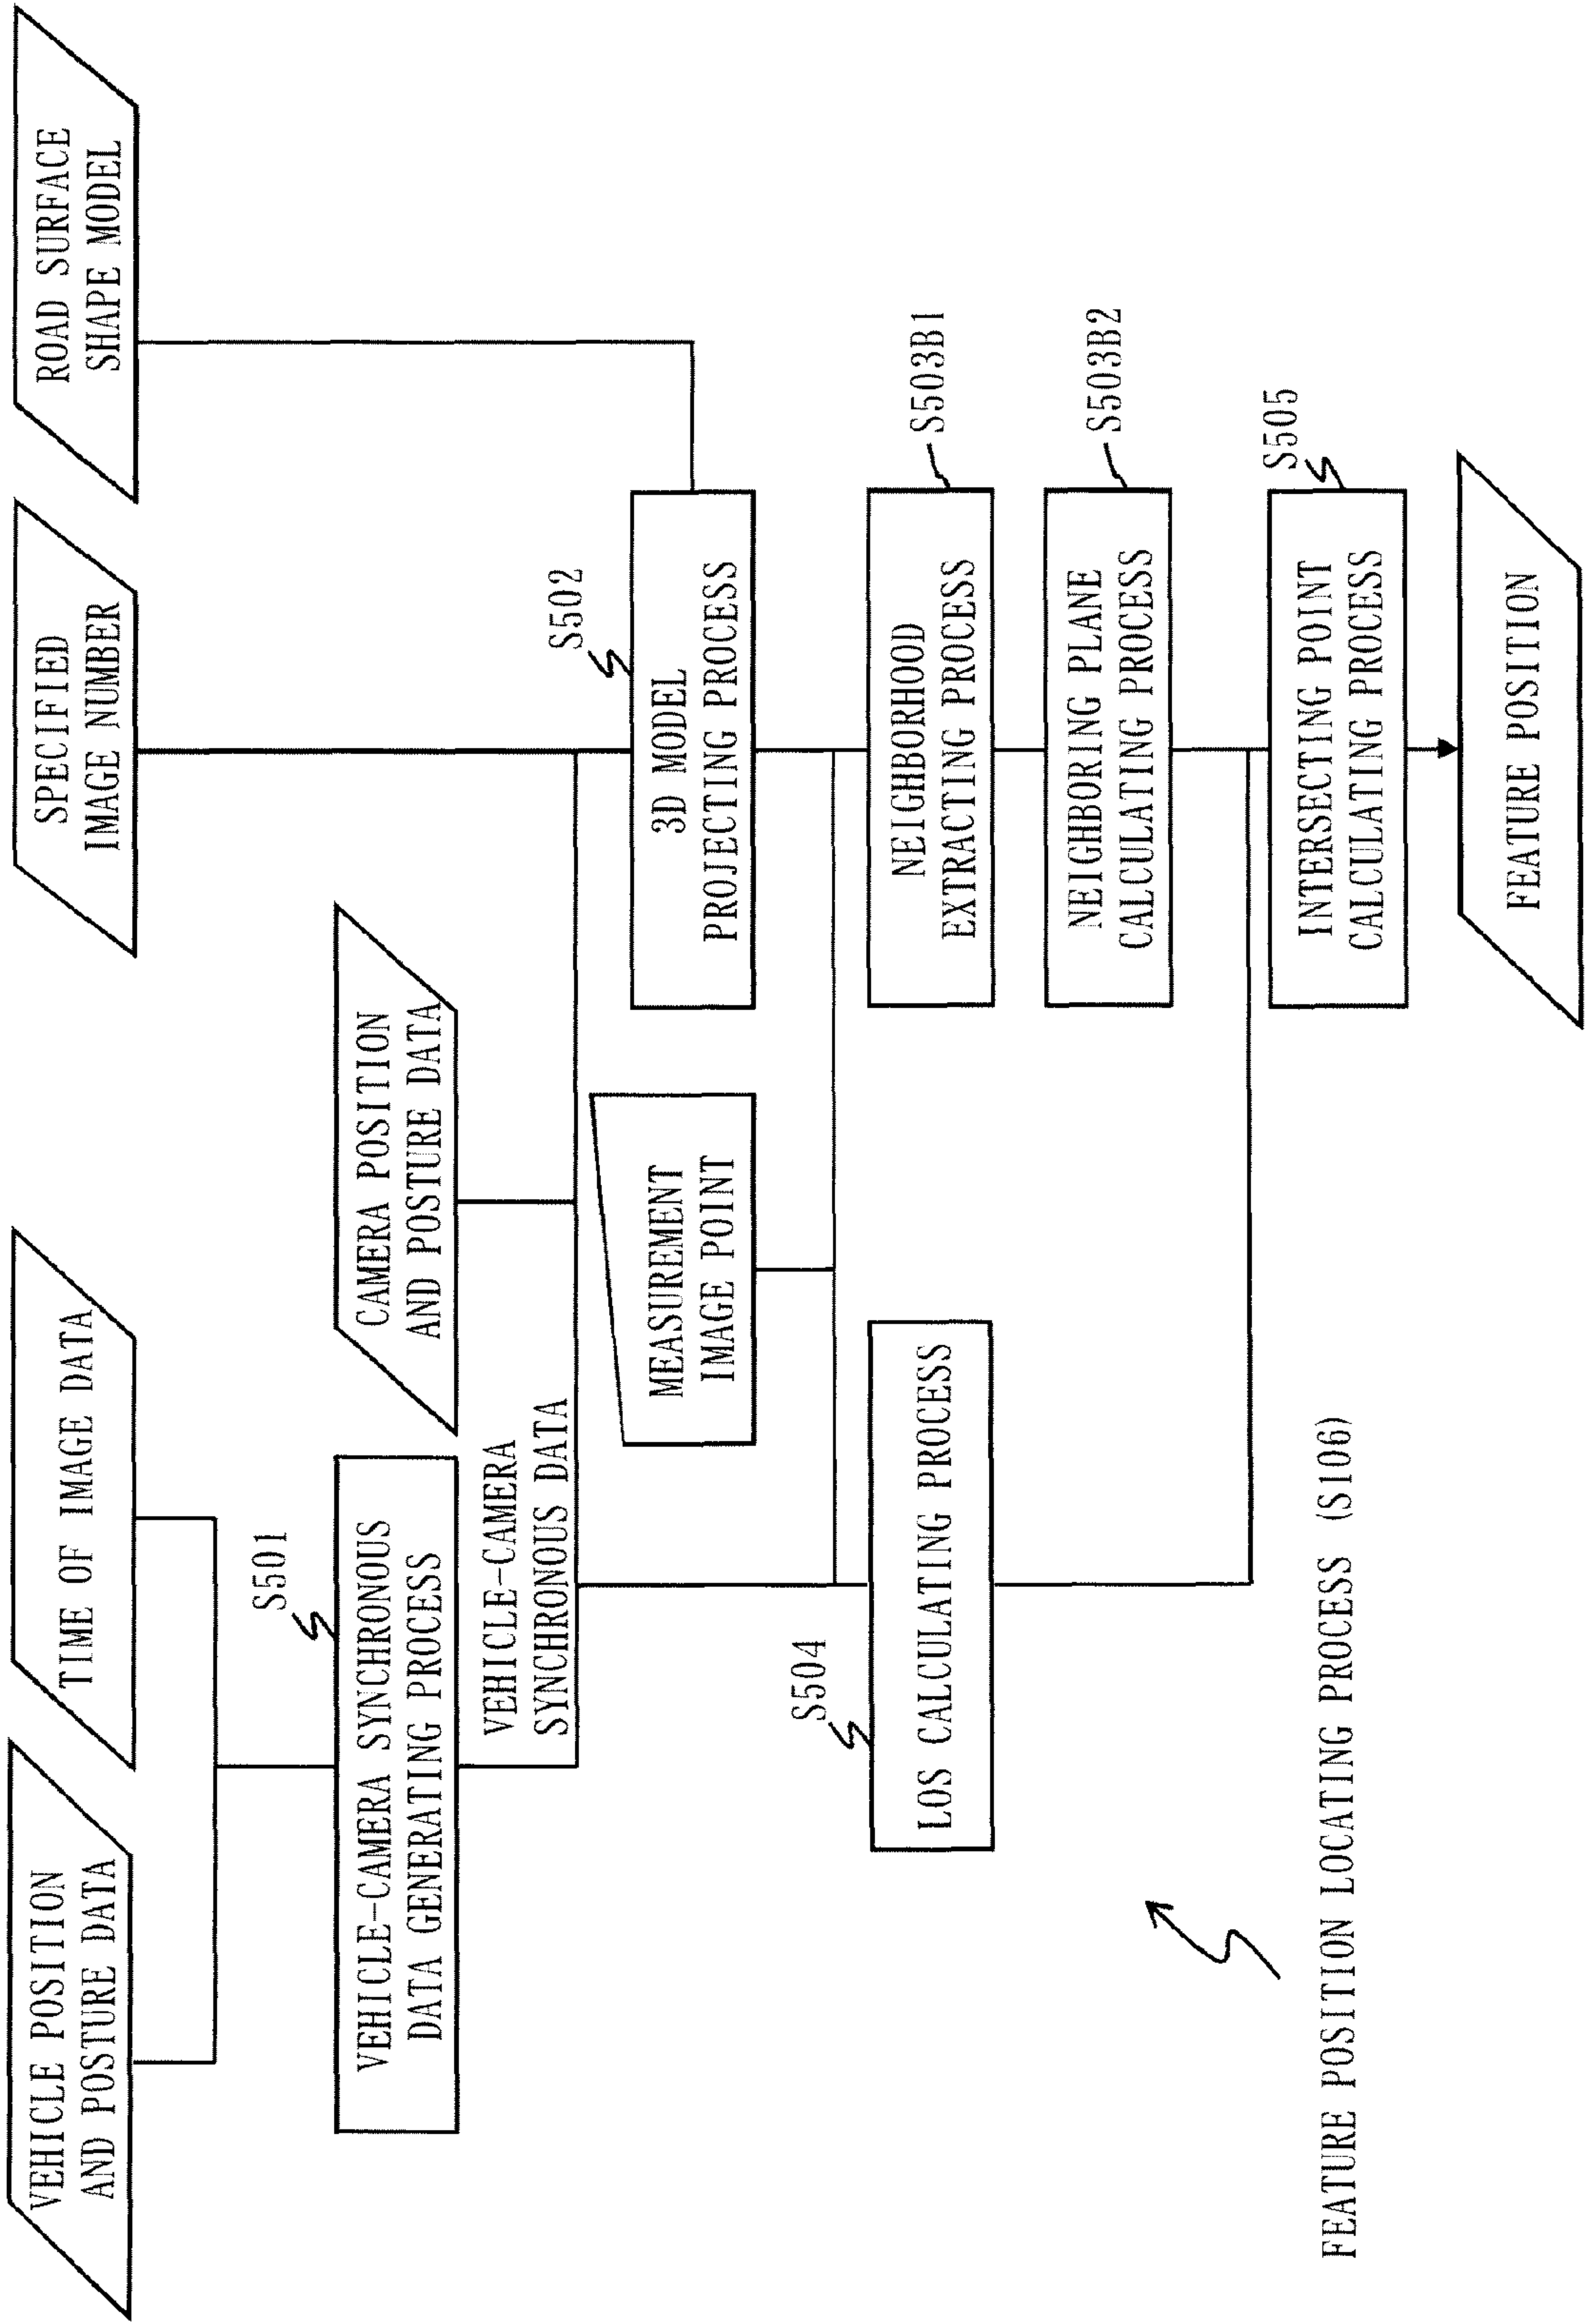 VEHICLE POSITION
AND POSTURE DATA
TIME OF IMAGE DATA
SPECIFIED
IMAGE NUMBER
ROAD SURFACE
SHAPE MODEL
S501
VEHICLE-CAMERA SYNCHRONOUS
DATA GENERATING PROCESS
CAMERA POSITION
AND POSTURE DATA
VEHICLE-CAMERA
SYNCHRONOUS DATA
S502
3D MODEL
PROJECTING PROCESS
MEASUREMENT
IMAGE POINT
S504
LOS CALCULATING PROCESS
NEIGHBORHOOD
EXTRACTING PROCESS
S503B1
NEIGHBORING PLANE
CALCULATING PROCESS
S503B2
S505
INTERSECTING POINT
CALCULATING PROCESS
FEATURE POSITION
FEATURE POSITION LOCATING PROCESS (S106)